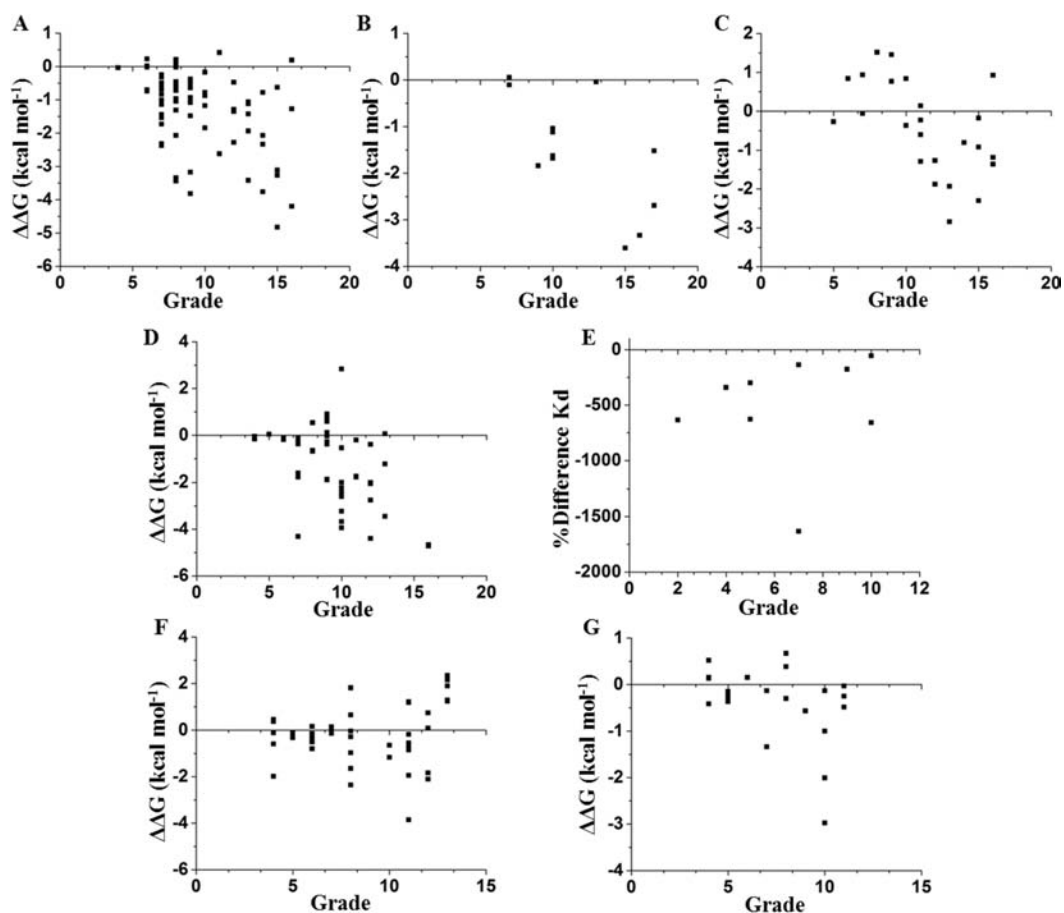 A
B
C
1
0
-1
-2
-3
-4
-5
-6
ΔΔG (kcal mol⁻¹)
0 5 10 15 20
Grade
1
0
-1
-2
-3
-4
ΔΔG (kcal mol⁻¹)
0 5 10 15 20
Grade
2
1
0
-1
-2
-3
-4
ΔΔG (kcal mol⁻¹)
0 5 10 15 20
Grade
D
E
4
2
0
-2
-4
-6
ΔΔG (kcal mol⁻¹)
0 5 10 15 20
Grade
0
-500
-1000
-1500
-2000
%Difference Kd
0 2 4 6 8 10 12
Grade
F
G
4
2
0
-2
-4
-6
ΔΔG (kcal mol⁻¹)
0 5 10 15
Grade
1
0
-1
-2
-3
-4
ΔΔG (kcal mol⁻¹)
0 5 10 15
Grade